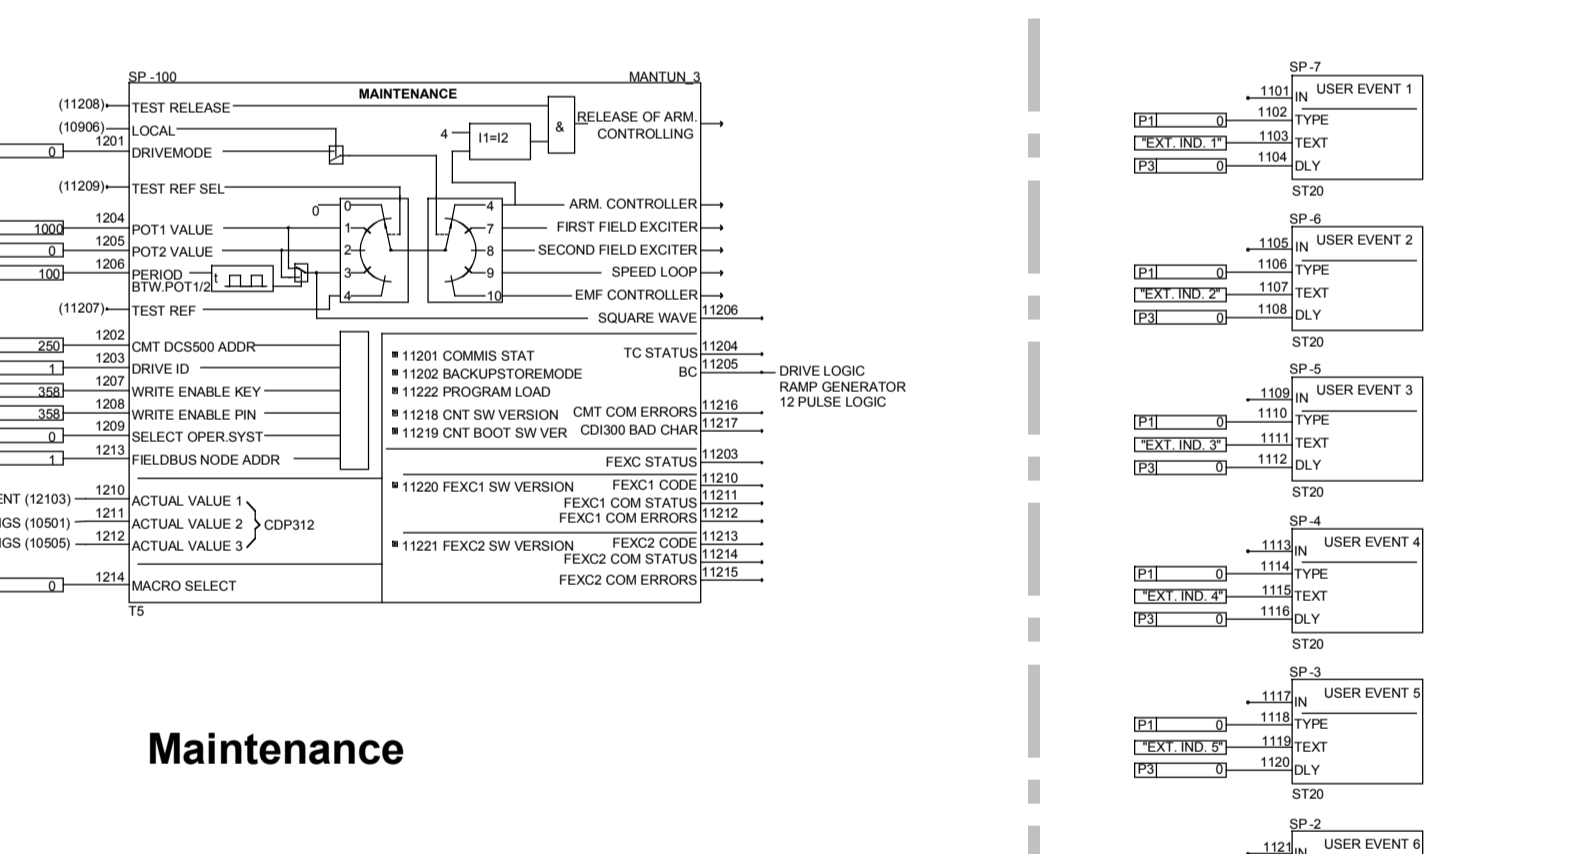 SP -100 MANTUN_3
MAINTENANCE
(11208) TEST RELEASE
(10906) LOCAL
1201
0 DRIVEMODE
(11209) TEST REF SEL
1204
1000 POT1 VALUE
1205
0 POT2 VALUE
1206
100 PERIOD
BTW.POT1/2
t
(11207) TEST REF
1202
250 CMT DCS500 ADDR
1203
1 DRIVE ID
1207
358 WRITE ENABLE KEY
1208
358 WRITE ENABLE PIN
1209
0 SELECT OPER.SYST
1213
1 FIELDBUS NODE ADDR
1210
ENT (12103) ACTUAL VALUE 1
1211
IGS (10501) ACTUAL VALUE 2 CDP312
1212
IGS (10505) ACTUAL VALUE 3
1214
0 MACRO SELECT
T5
4 I1=I2 &
RELEASE OF ARM.
CONTROLLING
0 0
1
2
3
4
4 ARM. CONTROLLER
7 FIRST FIELD EXCITER
8 SECOND FIELD EXCITER
9 SPEED LOOP
10 EMF CONTROLLER
SQUARE WAVE 11206
11201 COMMIS STAT
11202 BACKUPSTOREMODE
11222 PROGRAM LOAD
11218 CNT SW VERSION
11219 CNT BOOT SW VER
TC STATUS 11204
BC 11205
DRIVE LOGIC
RAMP GENERATOR
12 PULSE LOGIC
CMT COM ERRORS 11216
CDI300 BAD CHAR 11217
FEXC STATUS 11203
11220 FEXC1 SW VERSION FEXC1 CODE 11210
FEXC1 COM STATUS 11211
FEXC1 COM ERRORS 11212
11221 FEXC2 SW VERSION FEXC2 CODE 11213
FEXC2 COM STATUS 11214
FEXC2 COM ERRORS 11215
Maintenance
SP -7
1101 IN USER EVENT 1
P1 0 1102 TYPE
"EXT. IND. 1" 1103 TEXT
P3 0 1104 DLY
ST20
SP -6
1105 IN USER EVENT 2
P1 0 1106 TYPE
"EXT. IND. 2" 1107 TEXT
P3 0 1108 DLY
ST20
SP -5
1109 IN USER EVENT 3
P1 0 1110 TYPE
"EXT. IND. 3" 1111 TEXT
P3 0 1112 DLY
ST20
SP -4
1113 IN USER EVENT 4
P1 0 1114 TYPE
"EXT. IND. 4" 1115 TEXT
P3 0 1116 DLY
ST20
SP -3
1117 IN USER EVENT 5
P1 0 1118 TYPE
"EXT. IND. 5" 1119 TEXT
P3 0 1120 DLY
ST20
SP -2
1121 IN USER EVENT 6